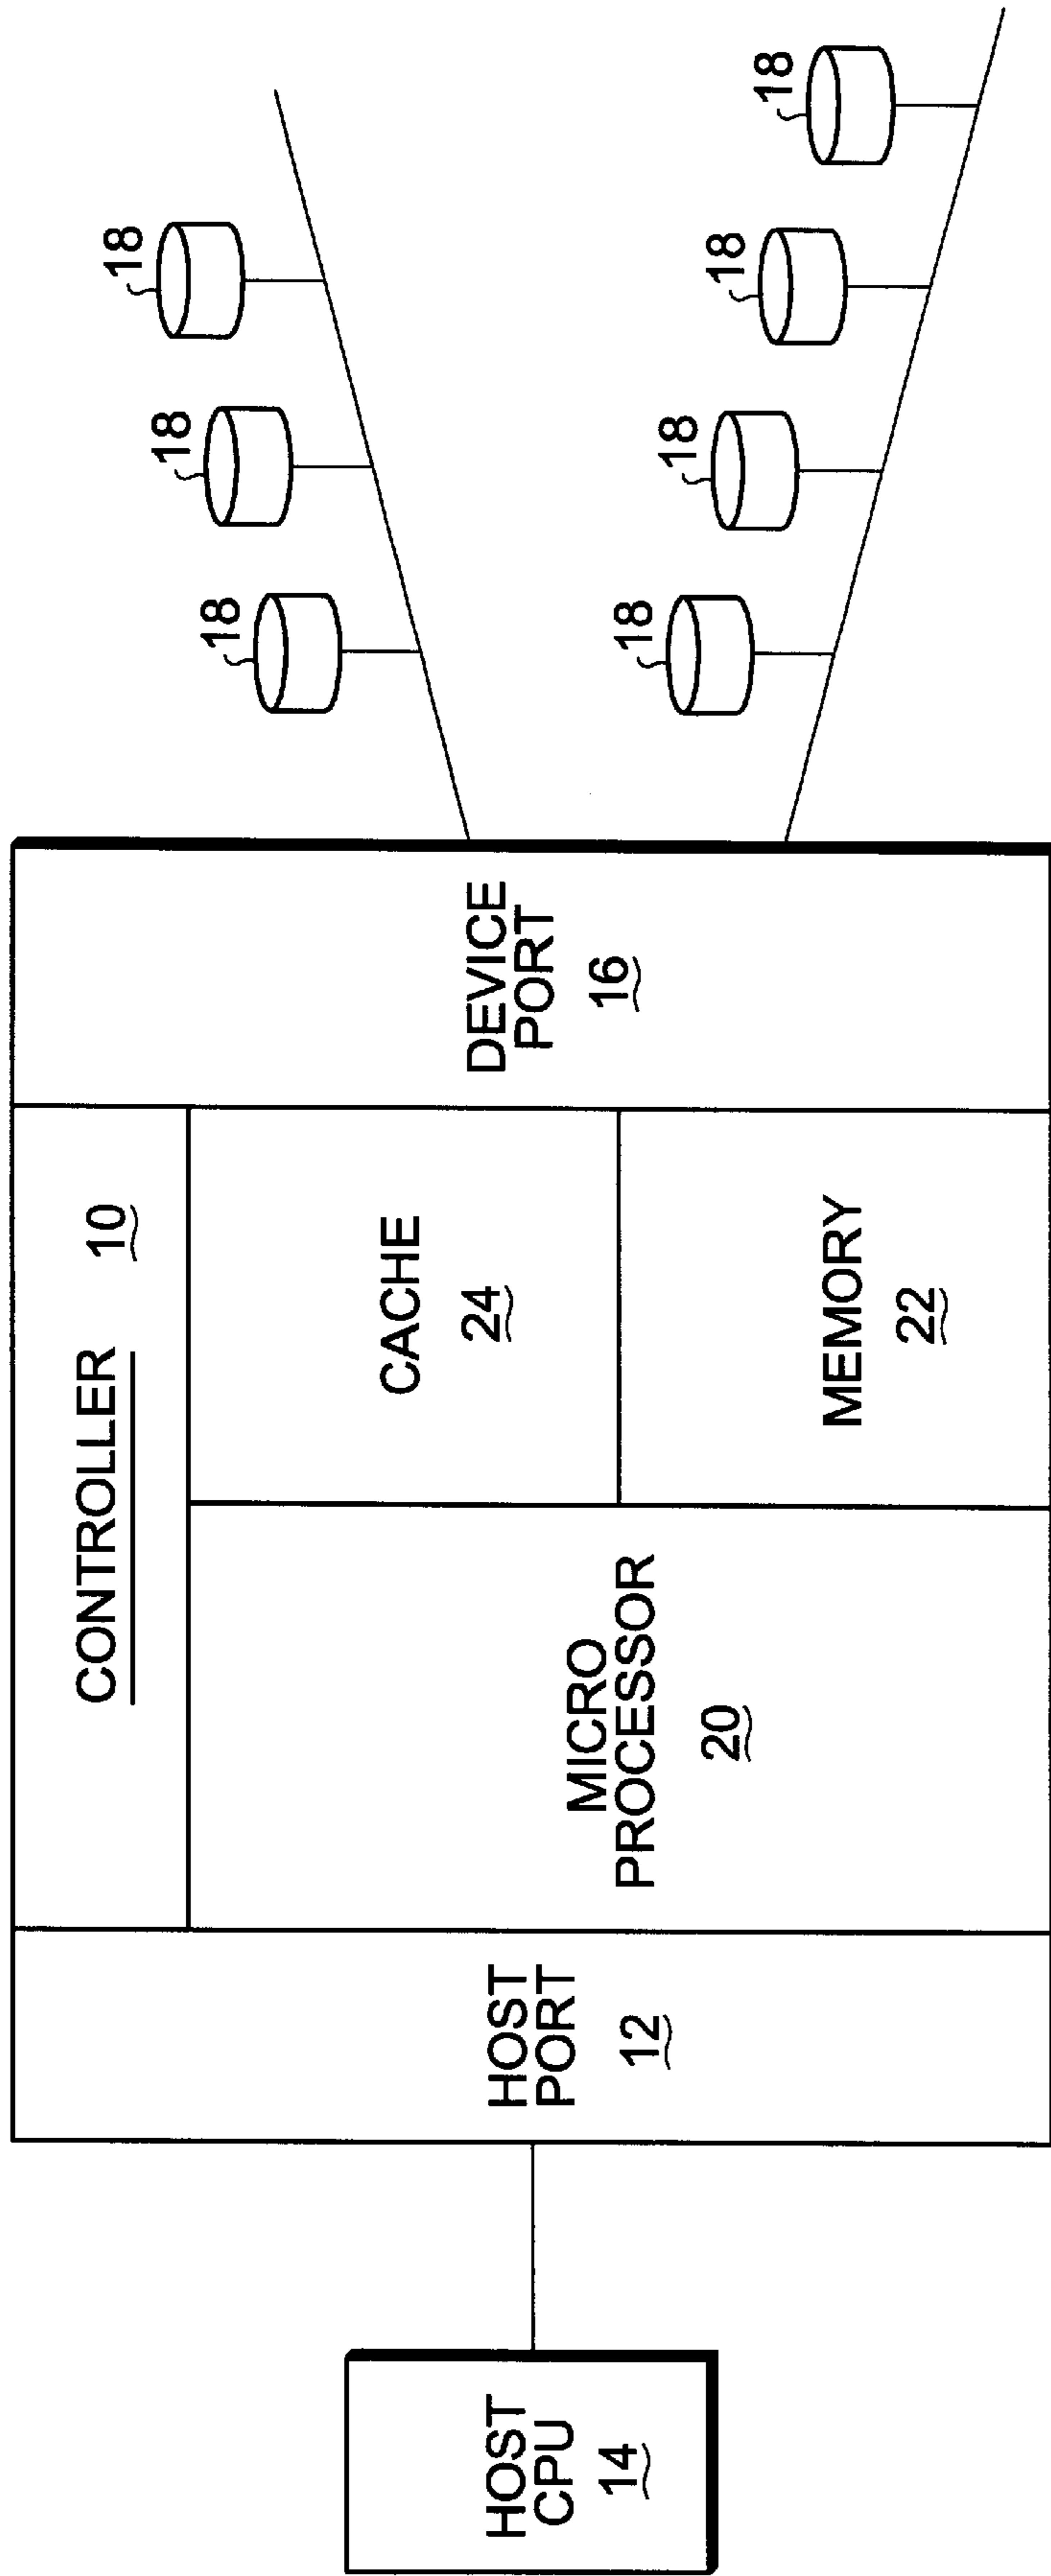 CONTROLLER 10
HOST
CPU
14
HOST
PORT
12
MICRO
PROCESSOR
20
CACHE
24
MEMORY
22
DEVICE
PORT
16
18
18
18
18
18
18
18